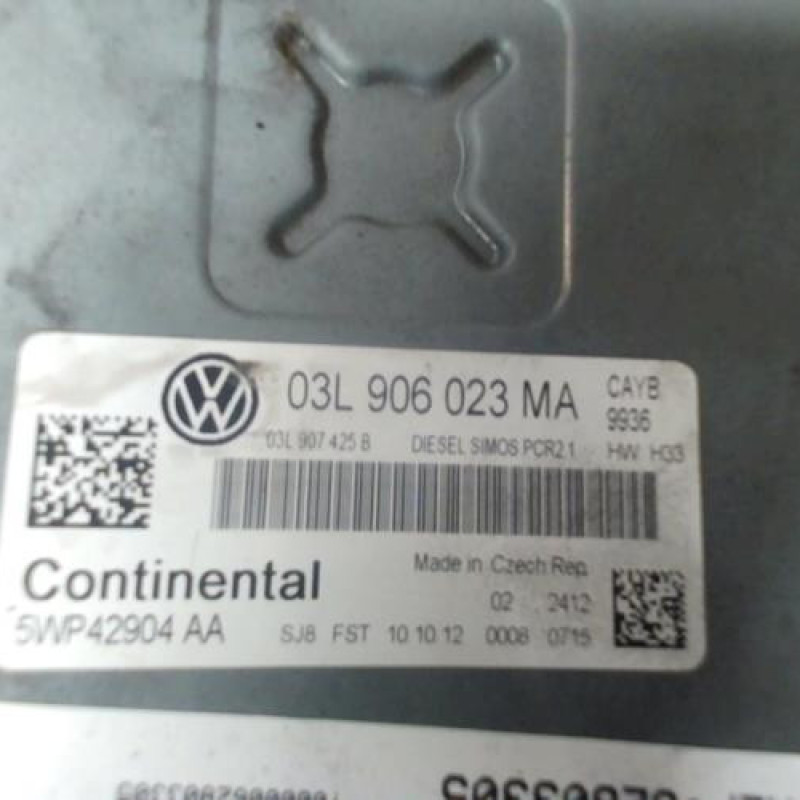 03L 906 023 MA CAYB
9936
03L 907 425 B DIESEL SIMOS PCR2 1 HW H33
Continental
Made in Czech Rep.
02 2412
5WP42904 AA SJ8 FST 10 10 12 0008 0715